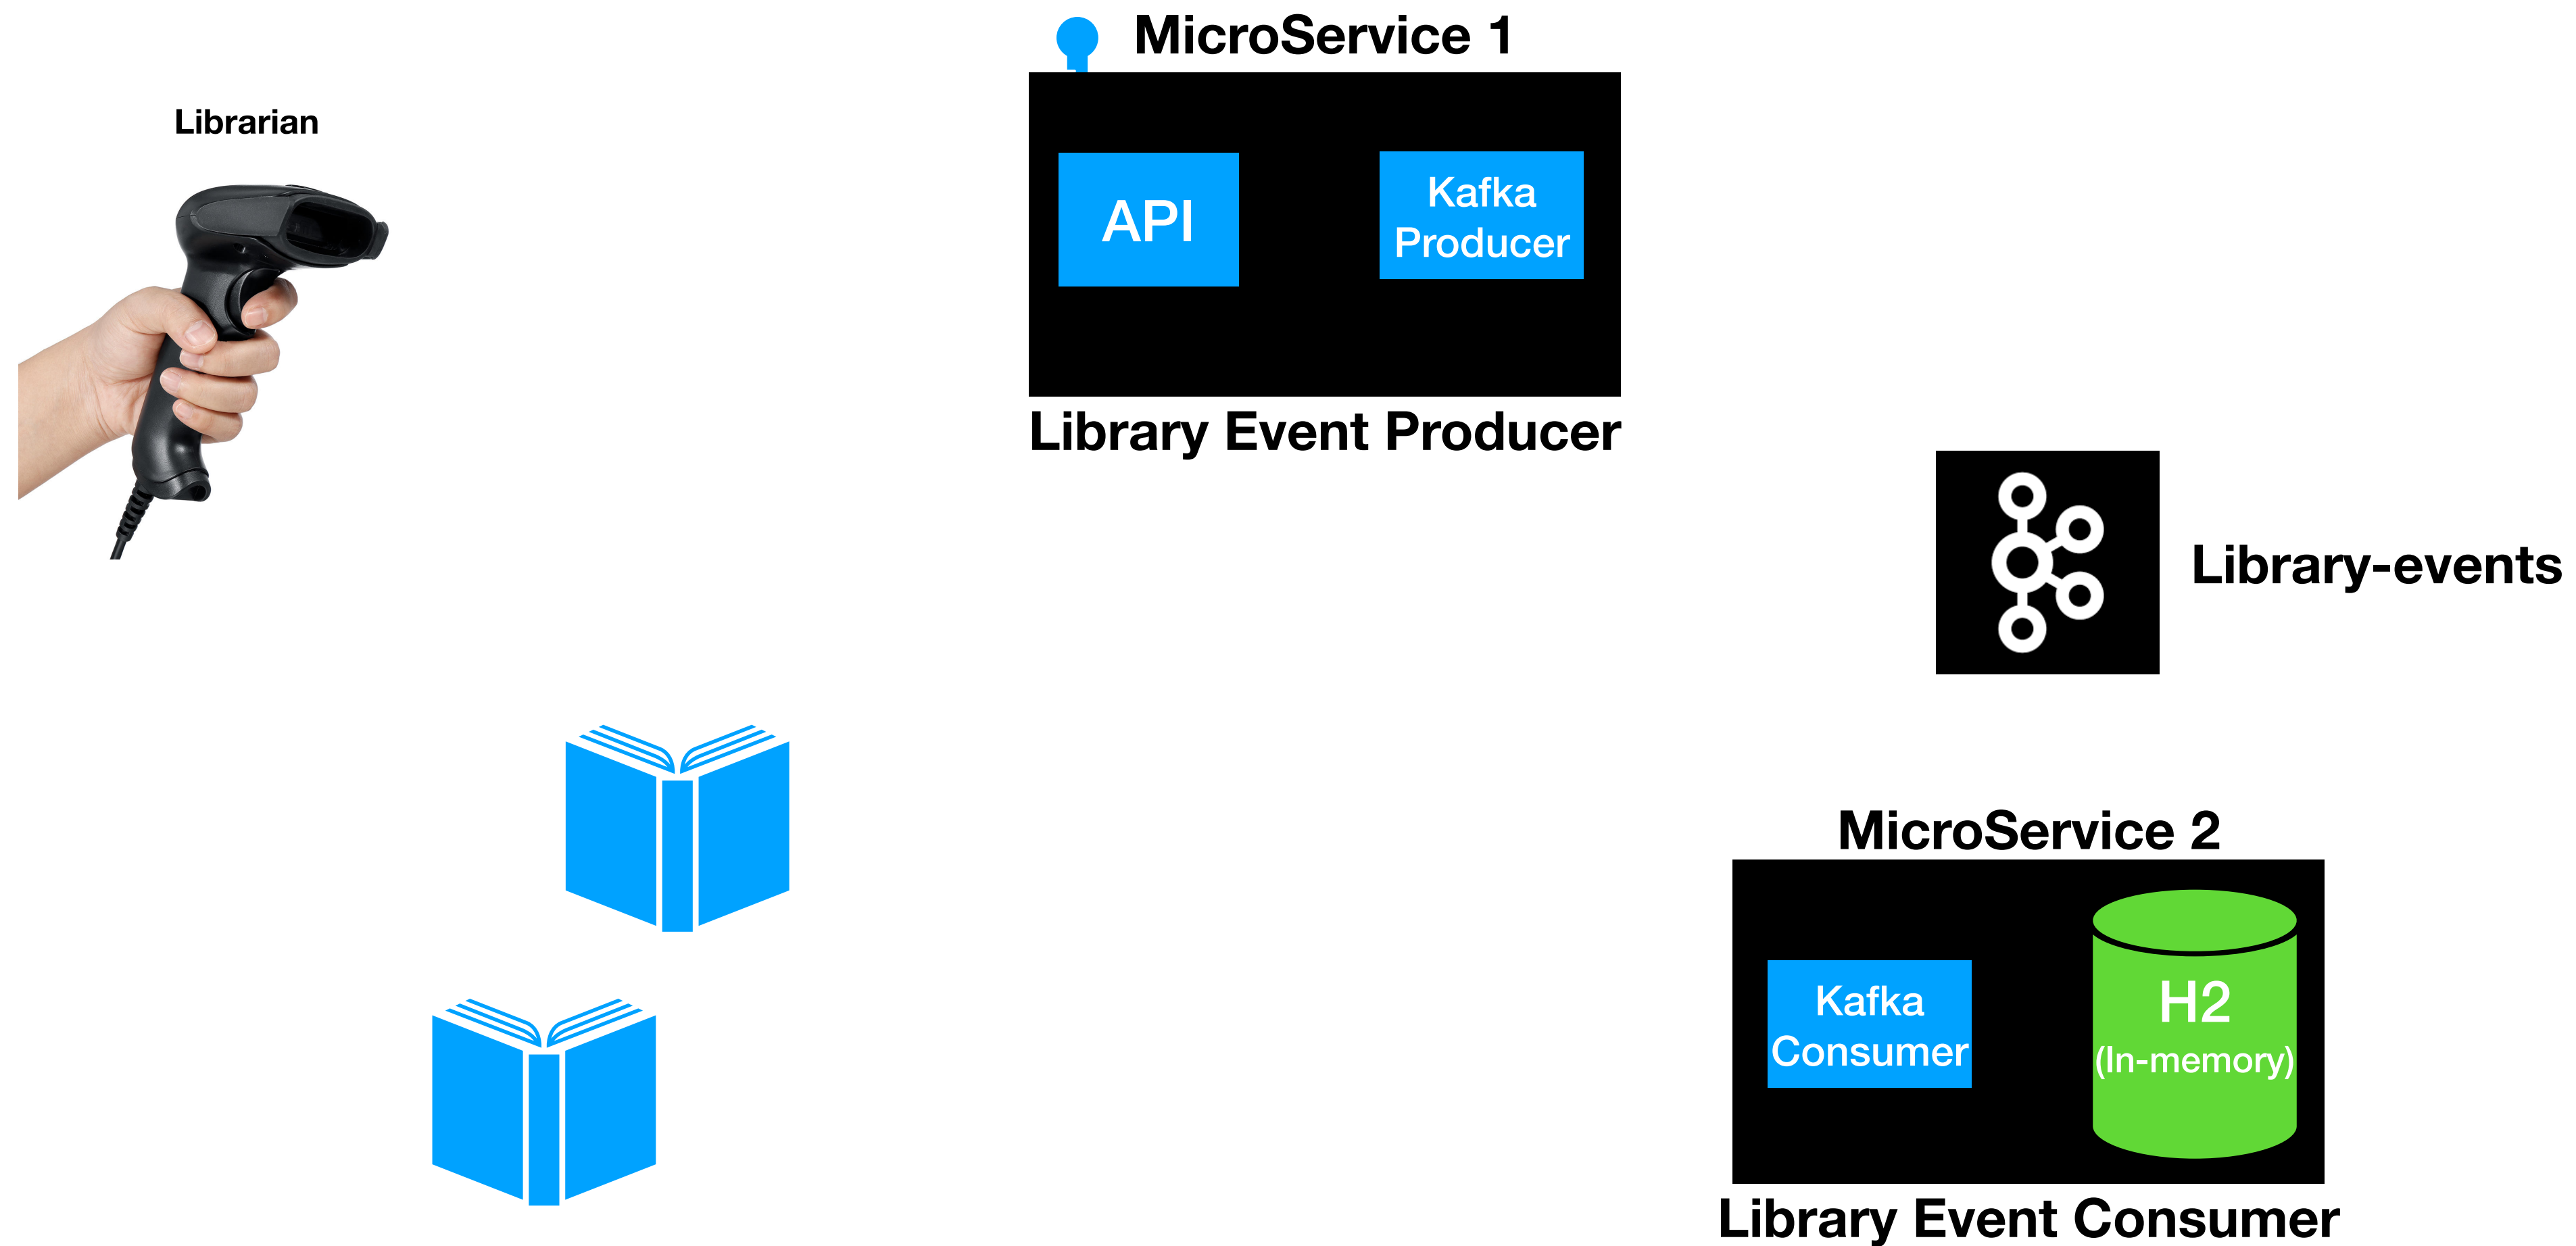 MicroService 1
Librarian
API
Kafka
Producer
Library Event Producer
Library-events
MicroService 2
Kafka
Consumer
H2
(In-memory)
Library Event Consumer